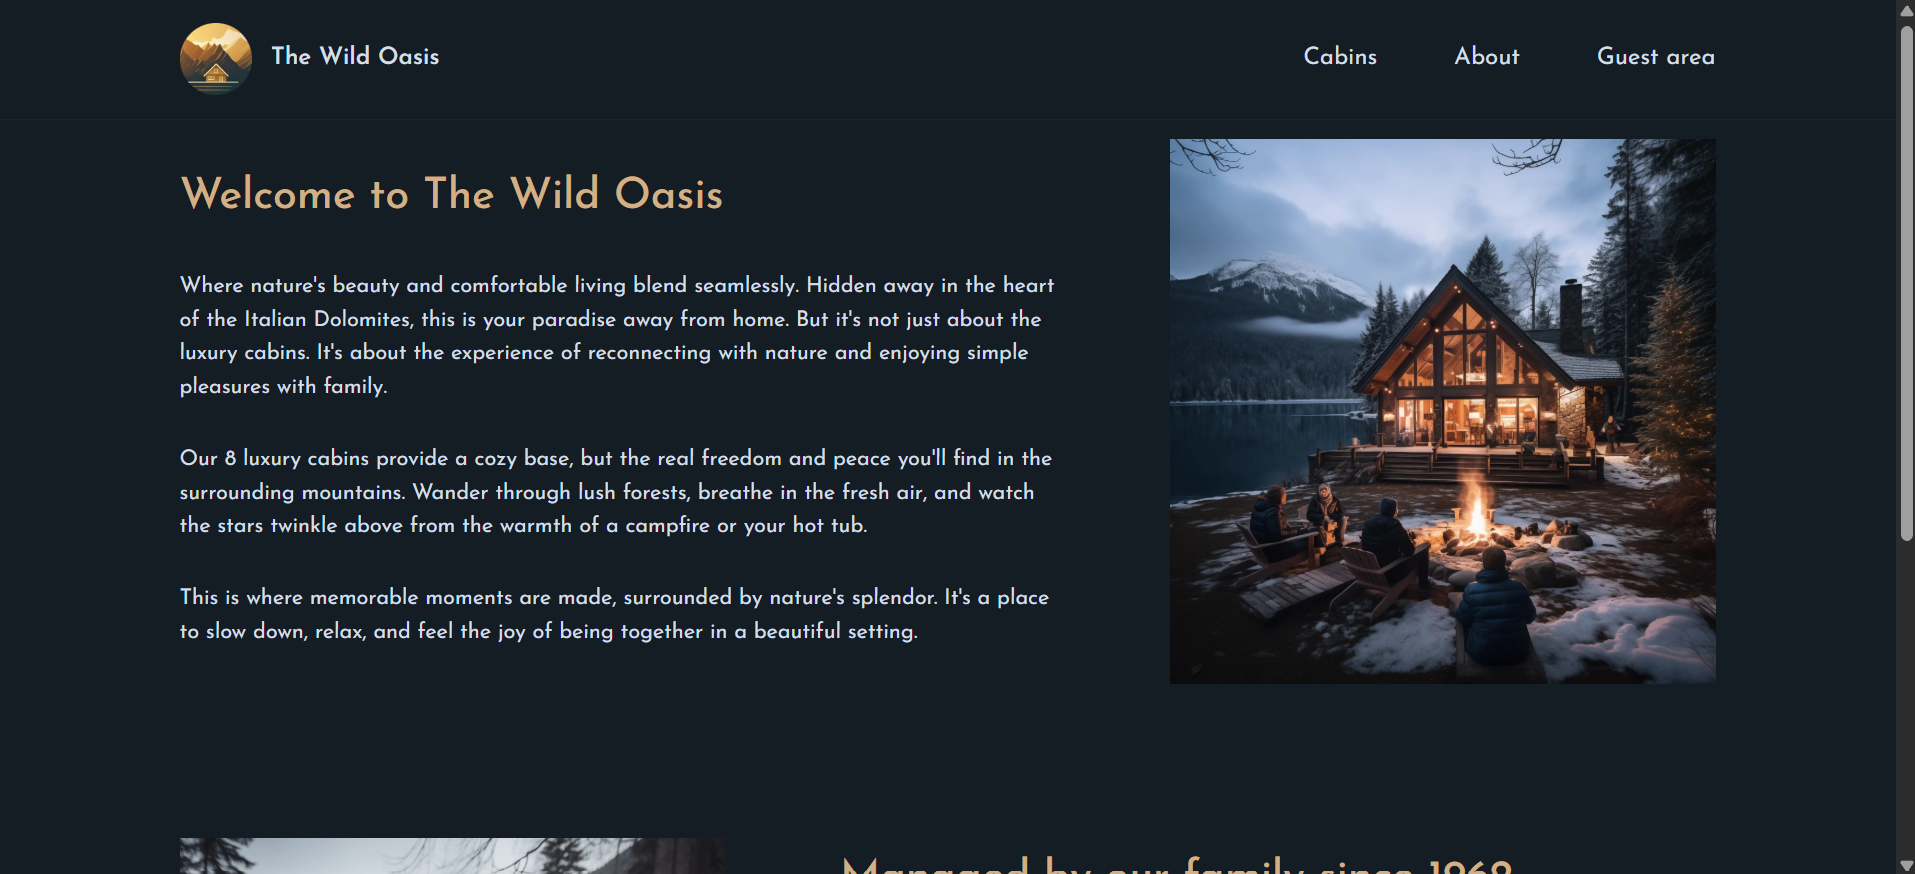 The Wild Oasis
Cabins
About
Guest area
Welcome to The Wild Oasis
Where nature's beauty and comfortable living blend seamlessly. Hidden away in the heart
of the Italian Dolomites, this is your paradise away from home. But it's not just about the
luxury cabins. It's about the experience of reconnecting with nature and enjoying simple
pleasures with family.
Our 8 luxury cabins provide a cozy base, but the real freedom and peace you'll find in the
surrounding mountains. Wander through lush forests, breathe in the fresh air, and watch
the stars twinkle above from the warmth of a campfire or your hot tub.
This is where memorable moments are made, surrounded by nature's splendor. It's a place
to slow down, relax, and feel the joy of being together in a beautiful setting.
Managed by our family since 1962